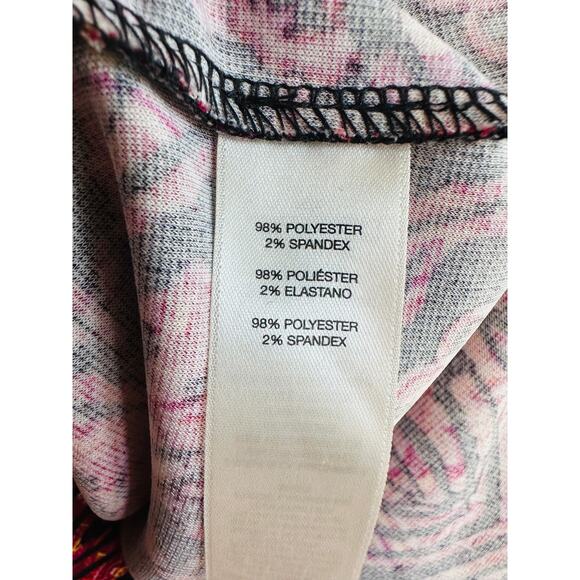 98% POLYESTER
2% SPANDEX
98% POLIÉSTER
2% ELASTANO
98% POLYESTER
2% SPANDEX